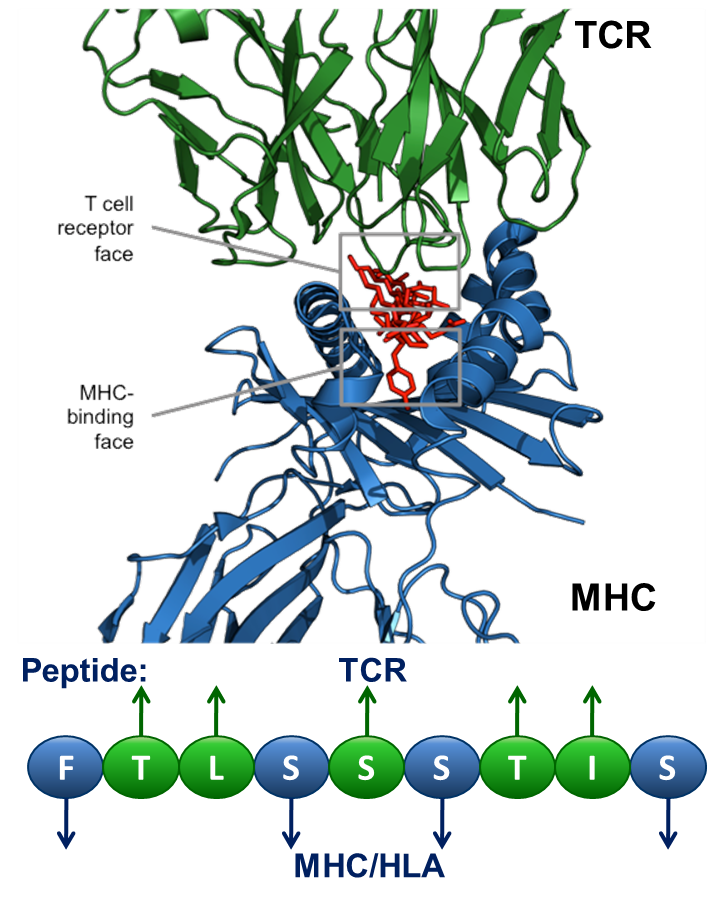 TCR
T cell
receptor
face
MHC-
binding
face
MHC
Peptide: TCR
F T L S S S T I S
MHC/HLA